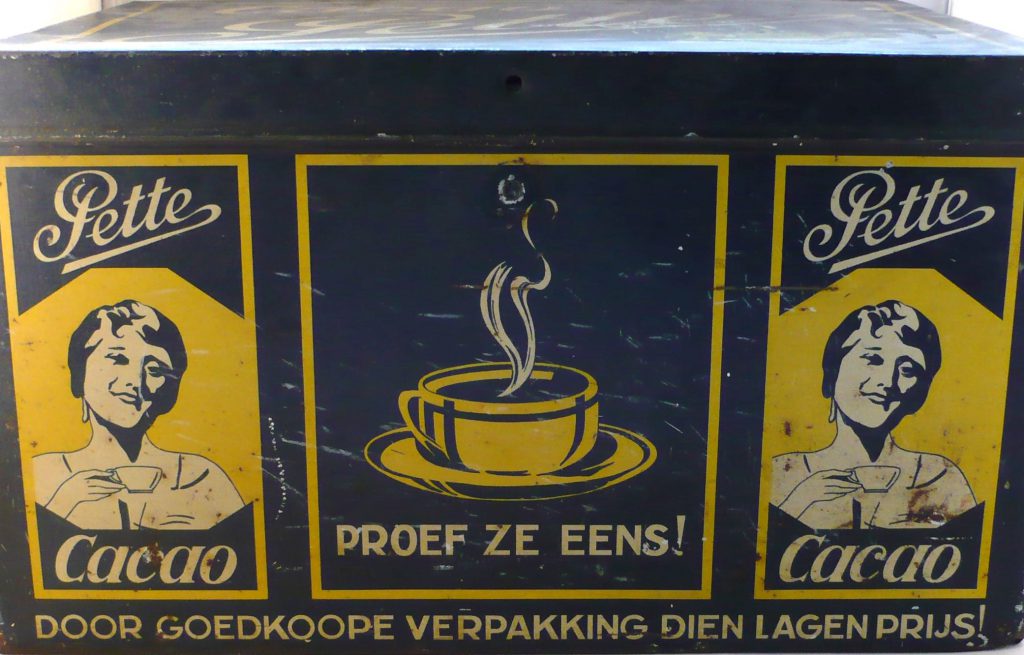 Pette
Cacao
PROEF ZE EENS!
Pette
Cacao
DOOR GOEDKOOPE VERPAKKING DIEN LAGEN PRIJS!